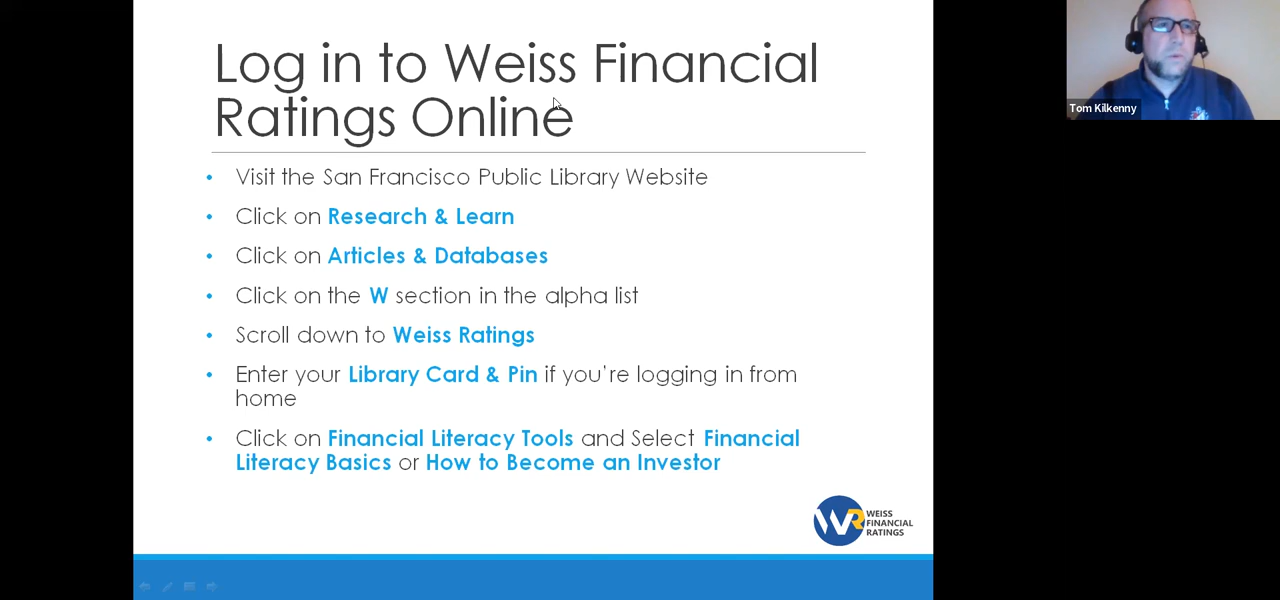 Log in to Weiss Financial
Ratings Online
• Visit the San Francisco Public Library Website
• Click on Research & Learn
• Click on Articles & Databases
• Click on the W section in the alpha list
• Scroll down to Weiss Ratings
• Enter your Library Card & Pin if you’re logging in from
home
• Click on Financial Literacy Tools and Select Financial
Literacy Basics or How to Become an Investor
WR WEISS
FINANCIAL
RATINGS
Tom Kilkenny